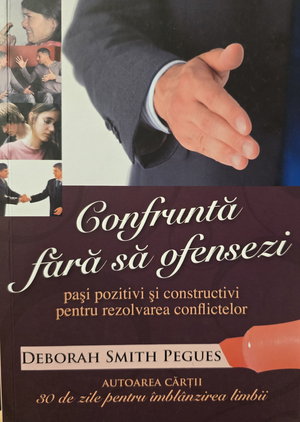 Confruntă
fără să ofensezi
pași pozitivi și constructivi
pentru rezolvarea conflictelor
DEBORAH SMITH PEGUES
AUTOAREA CĂRȚII
30 de zile pentru îmblânzirea limbii